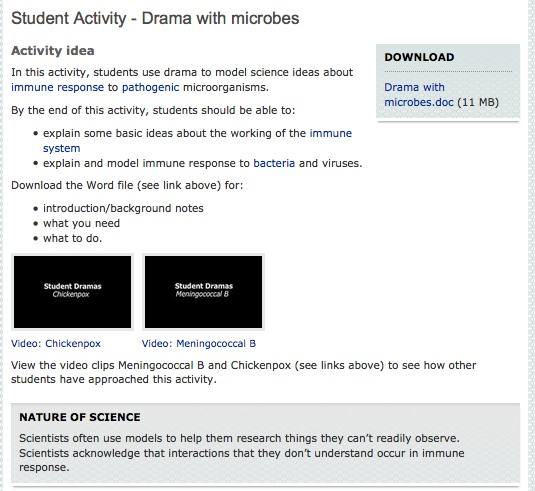 Student Activity - Drama with microbes
Activity idea
In this activity, students use drama to model science ideas about
immune response to pathogenic microorganisms.
By the end of this activity, students should be able to:
• explain some basic ideas about the working of the immune
system
• explain and model immune response to bacteria and viruses.
Download the Word file (see link above) for:
• introduction/background notes
• what you need
• what to do.
DOWNLOAD
Drama with
microbes.doc (11 MB)
Student Dramas
Chickenpox
Student Dramas
Meningococcal B
Video: Chickenpox
Video: Meningococcal B
View the video clips Meningococcal B and Chickenpox (see links above) to see how other
students have approached this activity.
NATURE OF SCIENCE
Scientists often use models to help them research things they can't readily observe.
Scientists acknowledge that interactions that they don't understand occur in immune
response.